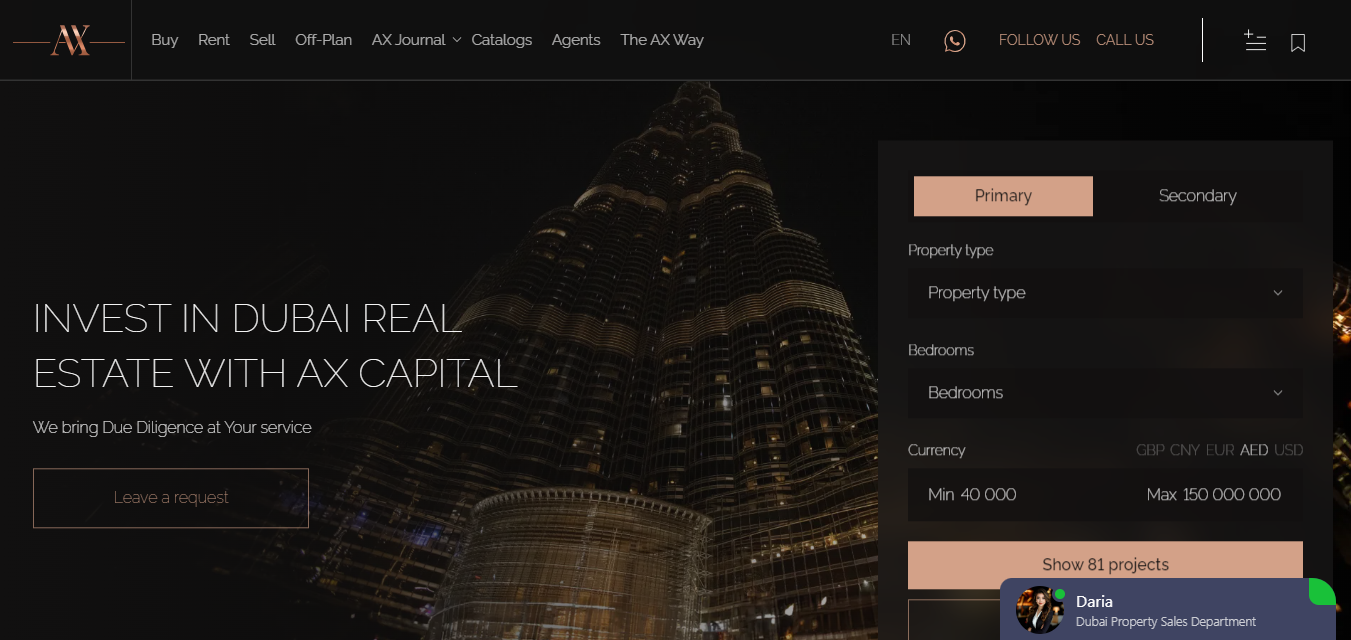 AX
Buy Rent Sell Off-Plan AX Journal Catalogs Agents The AX Way
EN FOLLOW US CALL US
INVEST IN DUBAI REAL
ESTATE WITH AX CAPITAL
We bring Due Diligence at Your service
Leave a request
Primary Secondary
Property type
Property type
Bedrooms
Bedrooms
Currency GBP CNY EUR AED USD
Min 40 000 Max 150 000 000
Show 81 projects
Daria
Dubai Property Sales Department